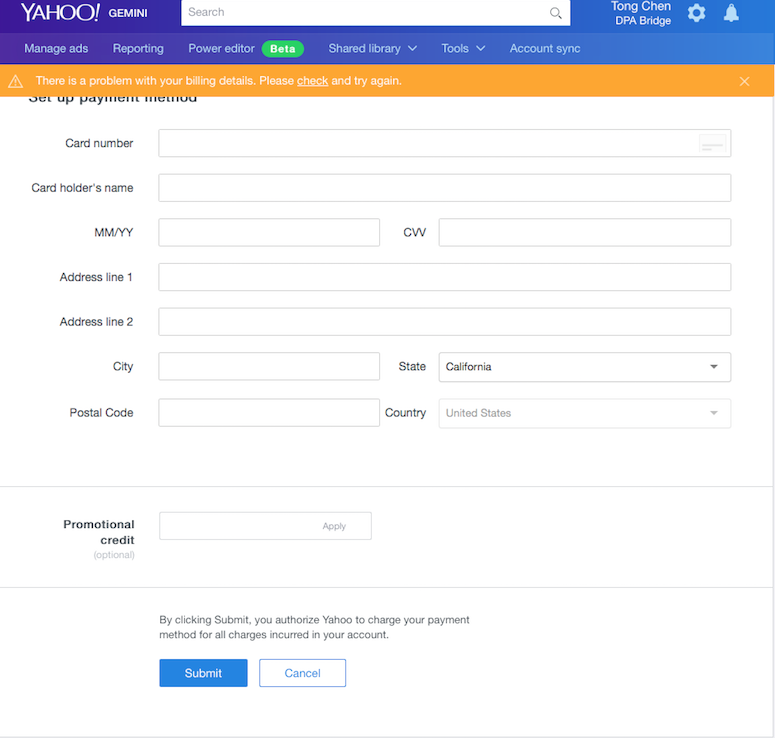 YAHOO! GEMINI
Search
Tong Chen
DPA Bridge
Manage ads Reporting Power editor Beta Shared library Tools Account sync
There is a problem with your billing details. Please check and try again.
Set up payment method
Card number
Card holder's name
MM/YY CVV
Address line 1
Address line 2
City State California
Postal Code Country United States
Promotional
credit
(optional)
Apply
By clicking Submit, you authorize Yahoo to charge your payment
method for all charges incurred in your account.
Submit Cancel